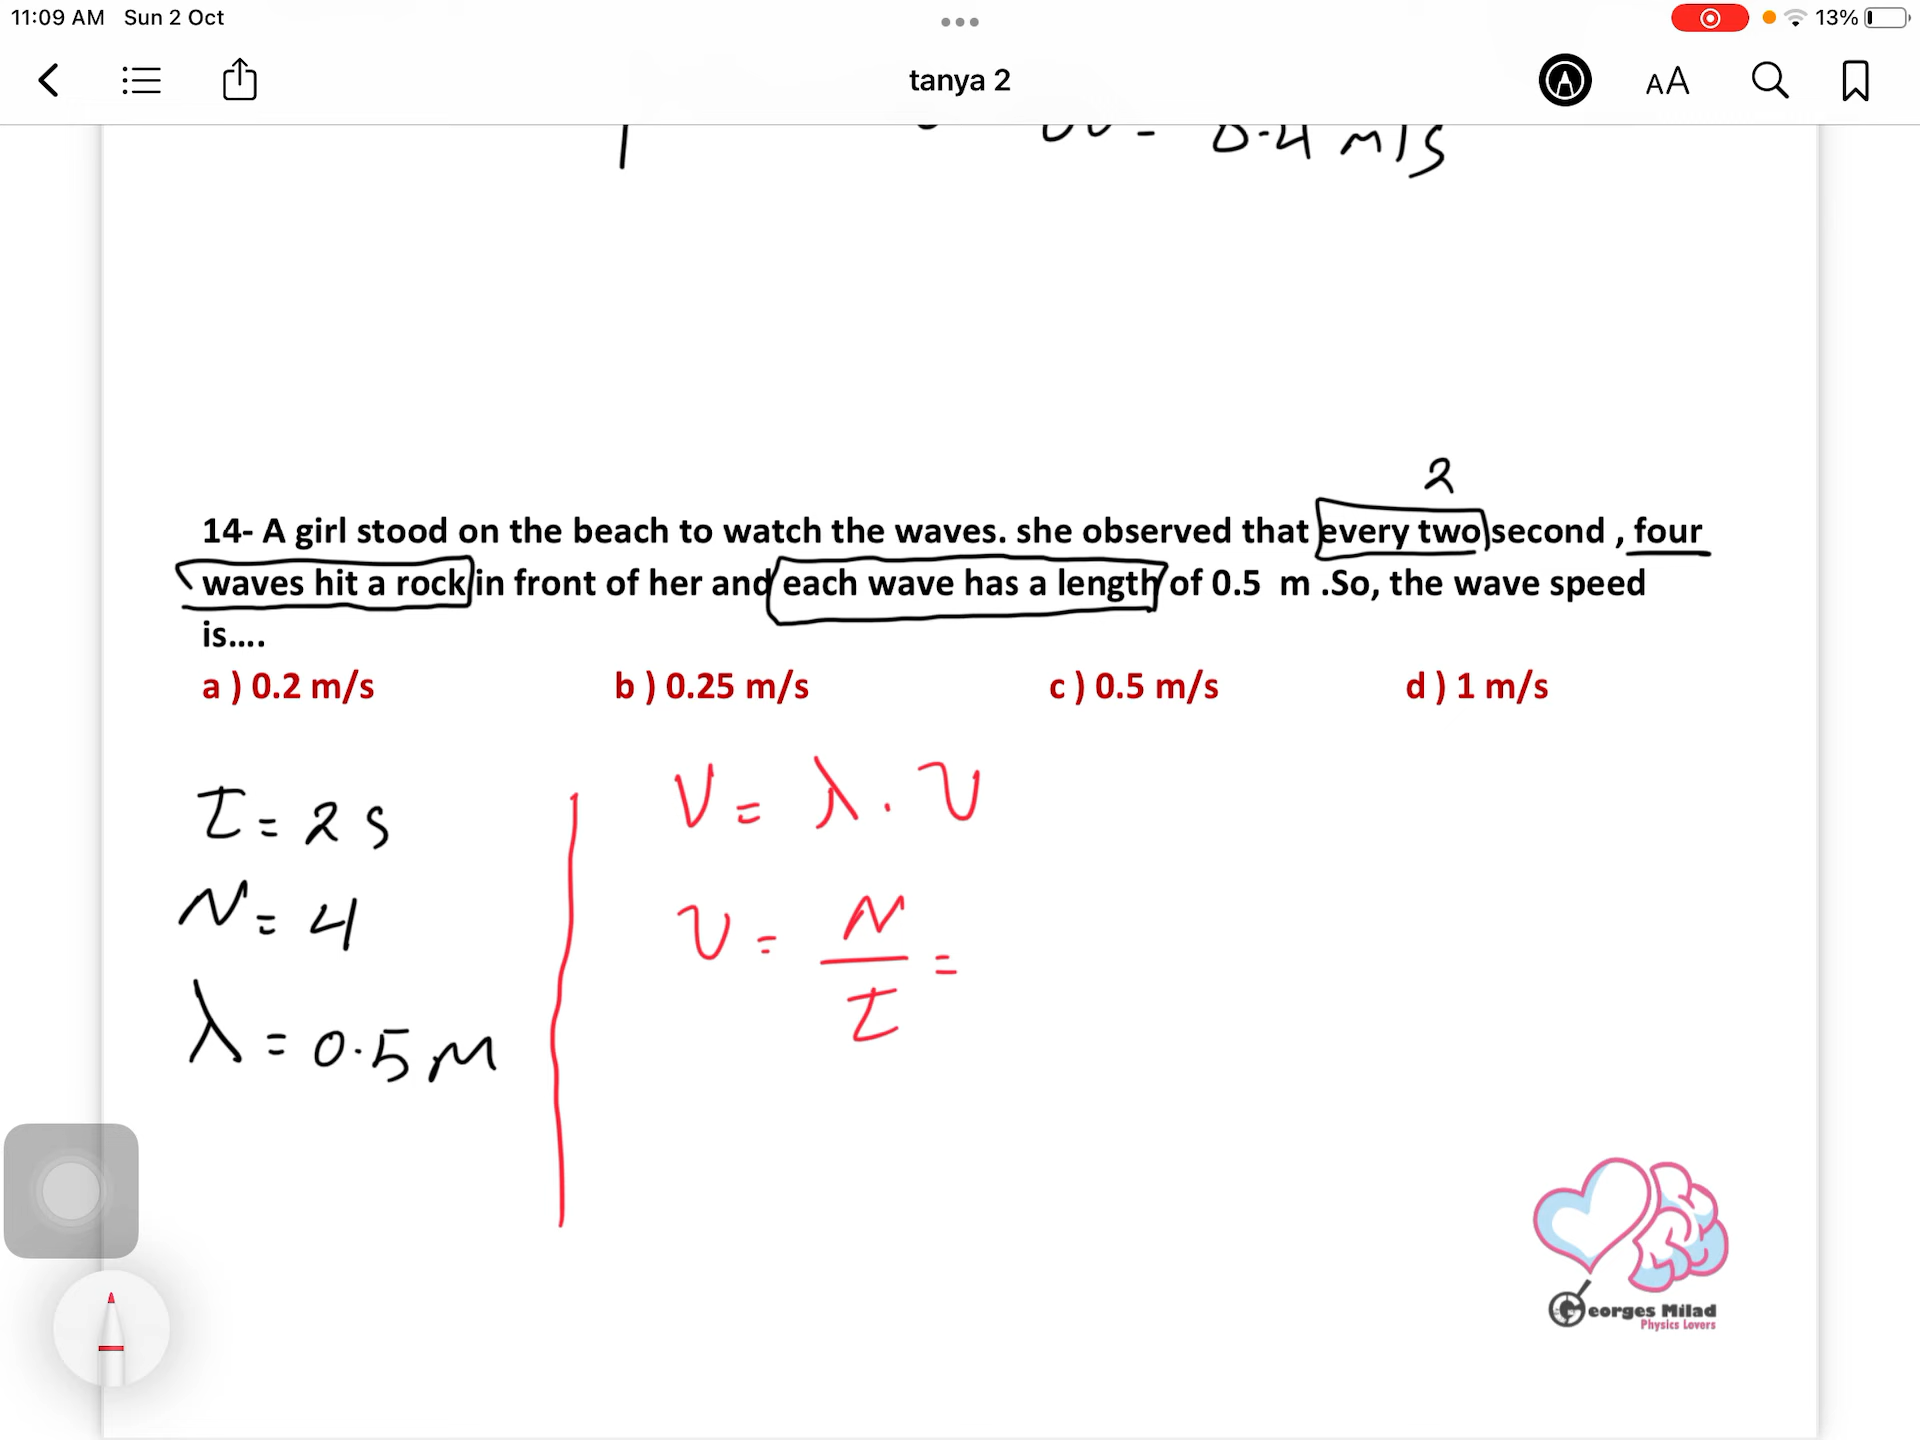 11:09 AM Sun 2 Oct
13%
tanya 2
AA
= 0.4 m/s
2
14- A girl stood on the beach to watch the waves. she observed that every two second , four
waves hit a rock in front of her and each wave has a length of 0.5 m .So, the wave speed
is....
a ) 0.2 m/s b ) 0.25 m/s c ) 0.5 m/s d ) 1 m/s
t = 2 s
N = 4
λ = 0.5 m
V = λ . υ
υ = N/t =
Georges Milad
Physics Lovers